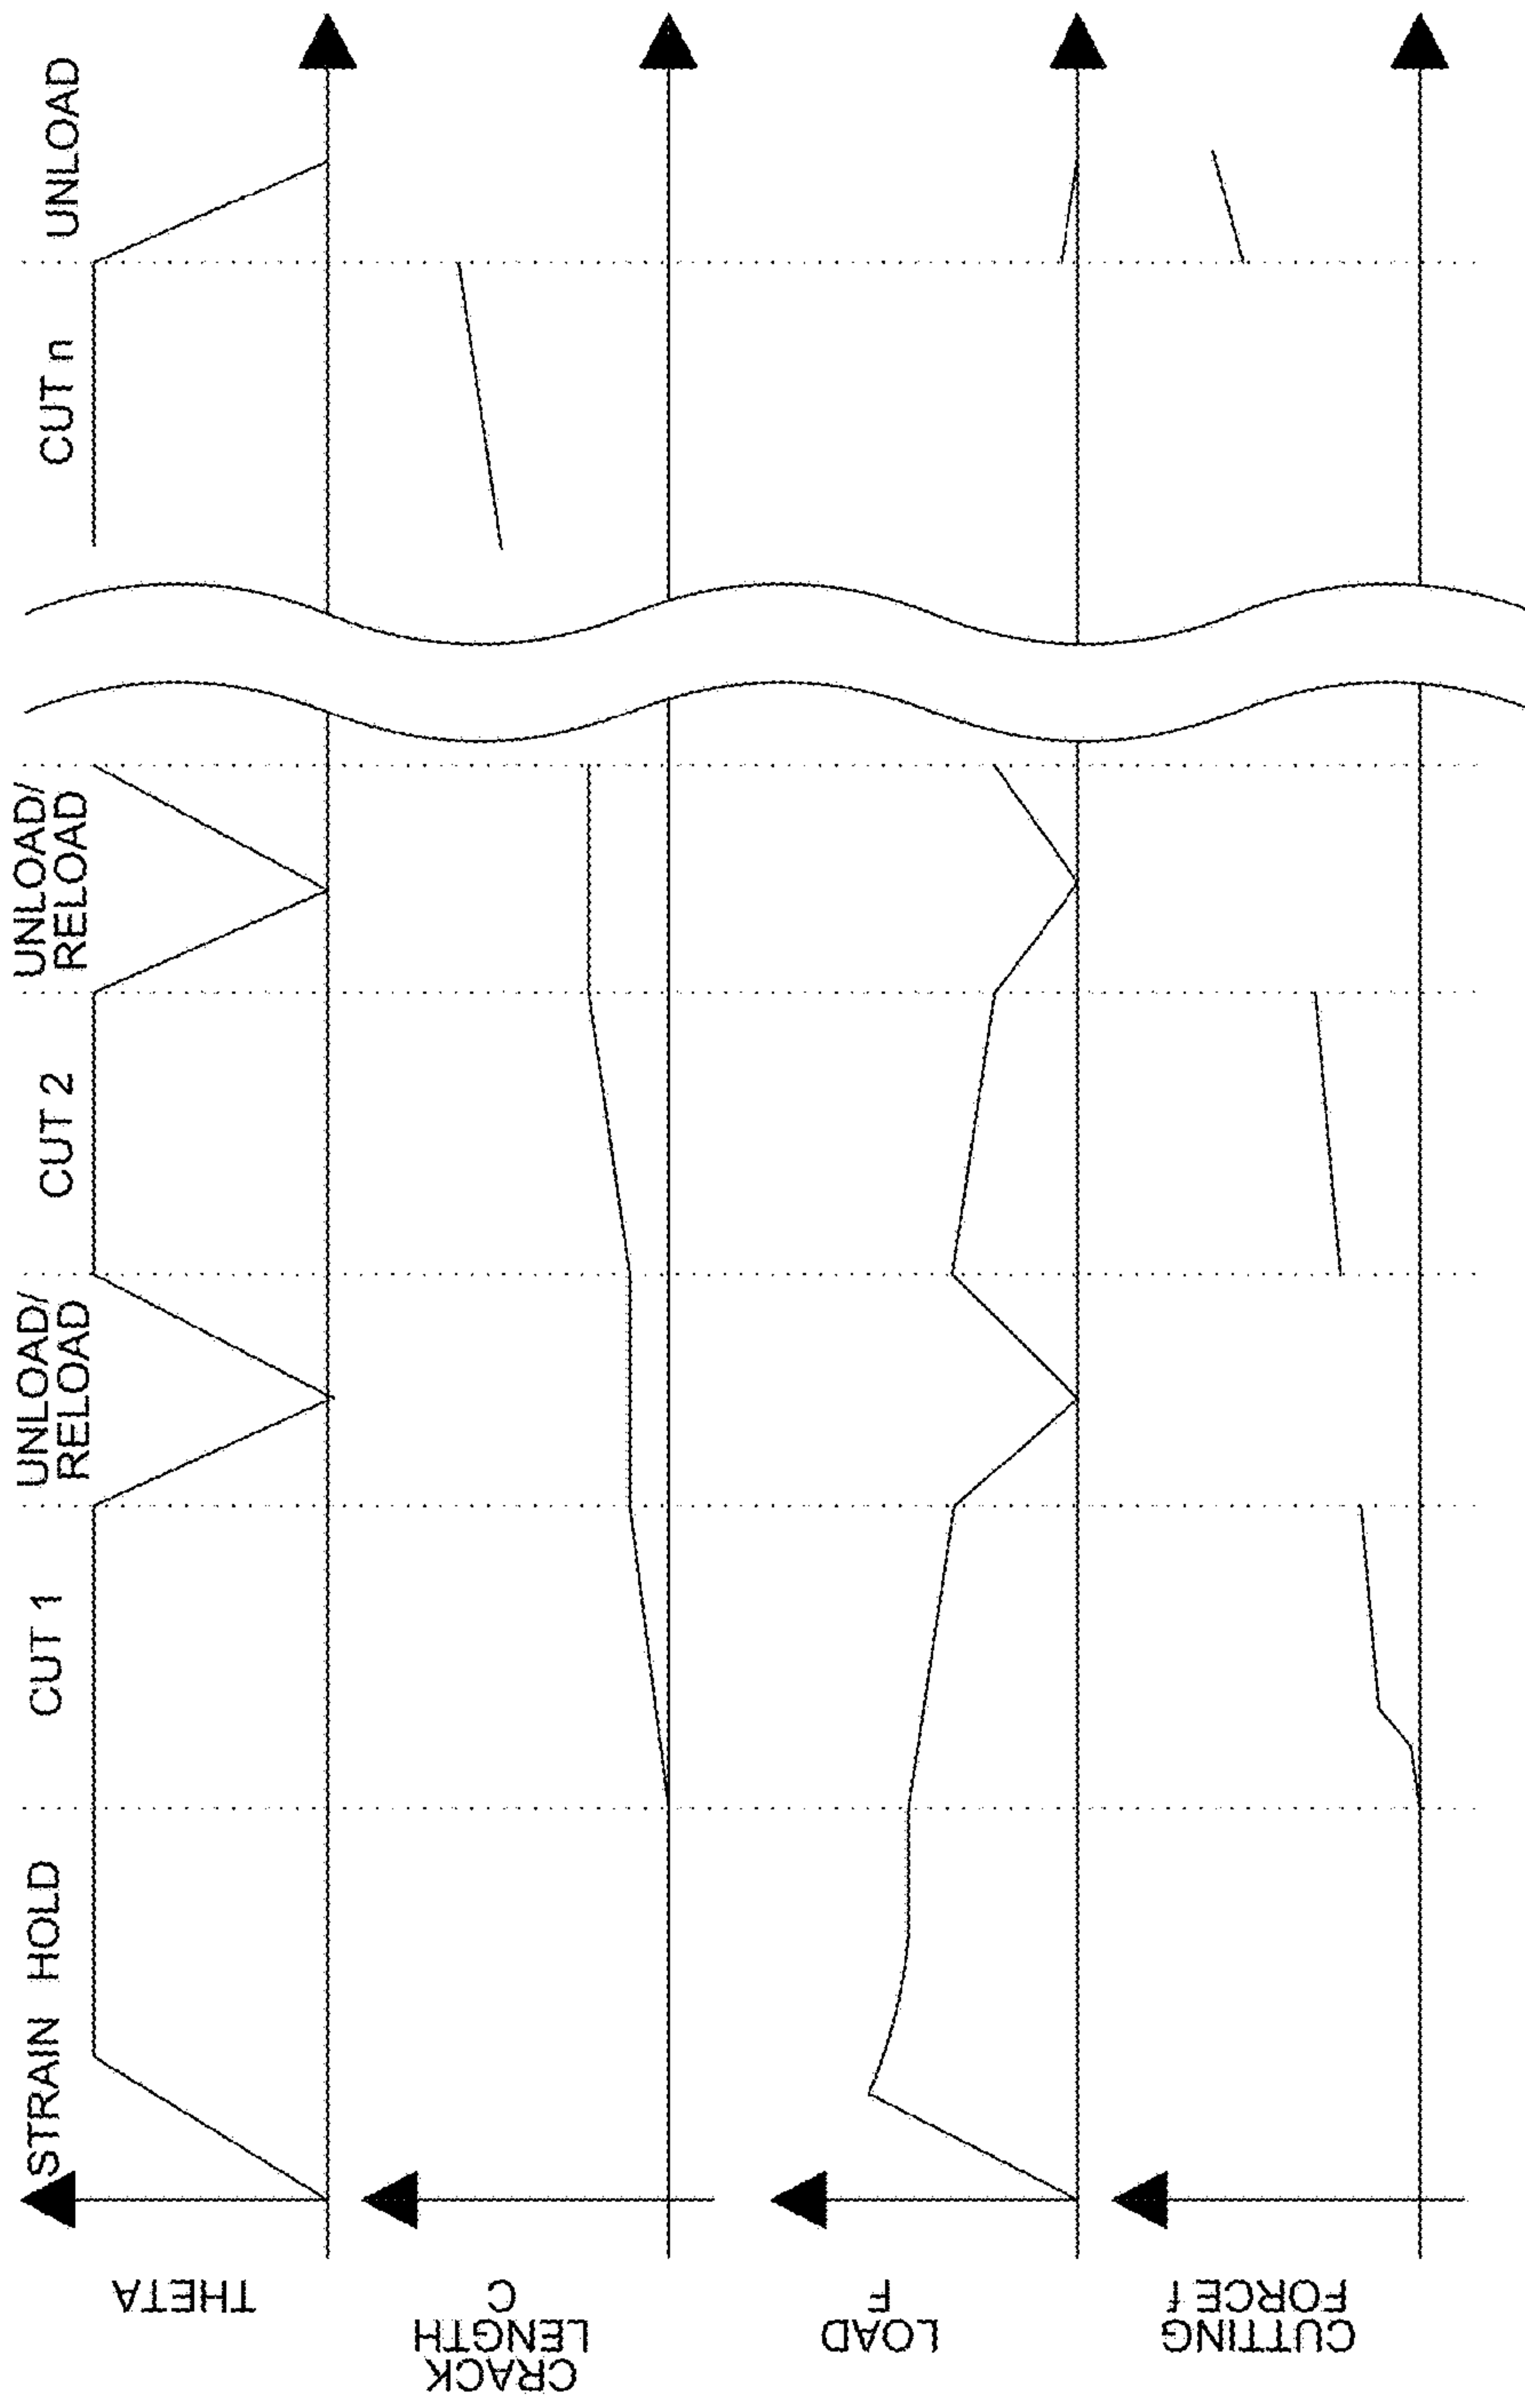 STRAIN HOLD
CUT 1
UNLOAD/
RELOAD
CUT 2
UNLOAD/
RELOAD
CUT n
UNLOAD
THETA
CRACK
LENGTH
C
LOAD
F
CUTTING
FORCE f